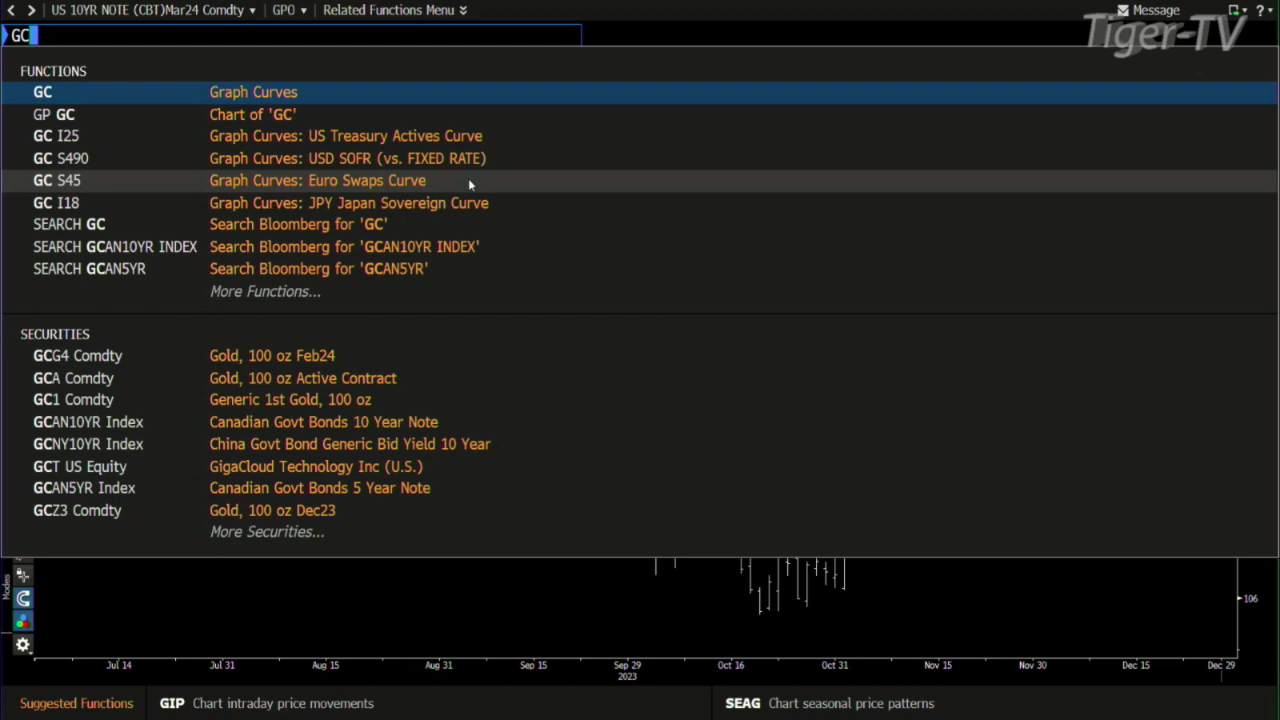 US 10YR NOTE (CBT)Mar24 Comdty GPO Related Functions Menu Message ?
Tiger-TV
GC
FUNCTIONS
GC Graph Curves
GP GC Chart of 'GC'
GC I25 Graph Curves: US Treasury Actives Curve
GC S490 Graph Curves: USD SOFR (vs. FIXED RATE)
GC S45 Graph Curves: Euro Swaps Curve
GC I18 Graph Curves: JPY Japan Sovereign Curve
SEARCH GC Search Bloomberg for 'GC'
SEARCH GCAN10YR INDEX Search Bloomberg for 'GCAN10YR INDEX'
SEARCH GCAN5YR Search Bloomberg for 'GCAN5YR'
More Functions...
SECURITIES
GCG4 Comdty Gold, 100 oz Feb24
GCA Comdty Gold, 100 oz Active Contract
GC1 Comdty Generic 1st Gold, 100 oz
GCAN10YR Index Canadian Govt Bonds 10 Year Note
GCNY10YR Index China Govt Bond Generic Bid Yield 10 Year
GCT US Equity GigaCloud Technology Inc (U.S.)
GCAN5YR Index Canadian Govt Bonds 5 Year Note
GCZ3 Comdty Gold, 100 oz Dec23
More Securities...
Modes
106
Jul 14 Jul 31 Aug 15 Aug 31 Sep 15 Sep 29 Oct 16 Oct 31 Nov 15 Nov 30 Dec 15 Dec 29
2023
Suggested Functions GIP Chart intraday price movements SEAG Chart seasonal price patterns